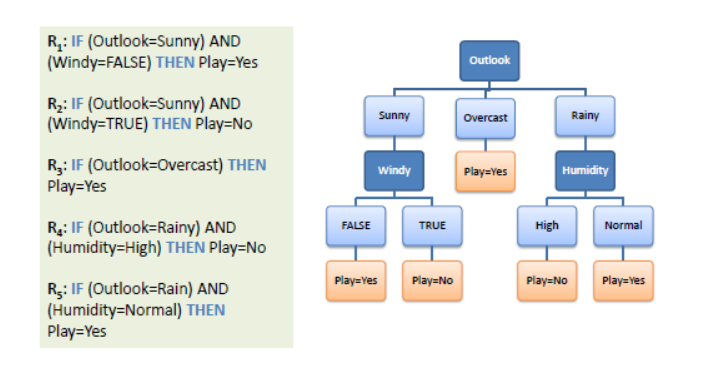 R1: IF (Outlook=Sunny) AND
(Windy=FALSE) THEN Play=Yes
R2: IF (Outlook=Sunny) AND
(Windy=TRUE) THEN Play=No
R3: IF (Outlook=Overcast) THEN
Play=Yes
R4: IF (Outlook=Rainy) AND
(Humidity=High) THEN Play=No
R5: IF (Outlook=Rain) AND
(Humidity=Normal) THEN
Play=Yes
Outlook
Sunny
Overcast
Rainy
Windy
Play=Yes
Humidity
FALSE
TRUE
High
Normal
Play=Yes
Play=No
Play=No
Play=Yes